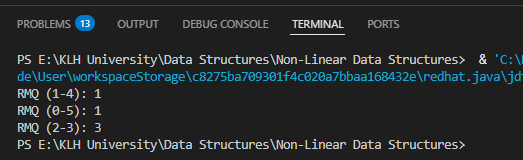 PROBLEMS 13 OUTPUT DEBUG CONSOLE TERMINAL PORTS
PS E:\KLH University\Data Structures\Non-Linear Data Structures> & 'C:\
de\User\workspaceStorage\c8275ba709301f4c020a7bbaa168432e\redhat.java\jd
RMQ (1-4): 1
RMQ (0-5): 1
RMQ (2-3): 3
PS E:\KLH University\Data Structures\Non-Linear Data Structures>